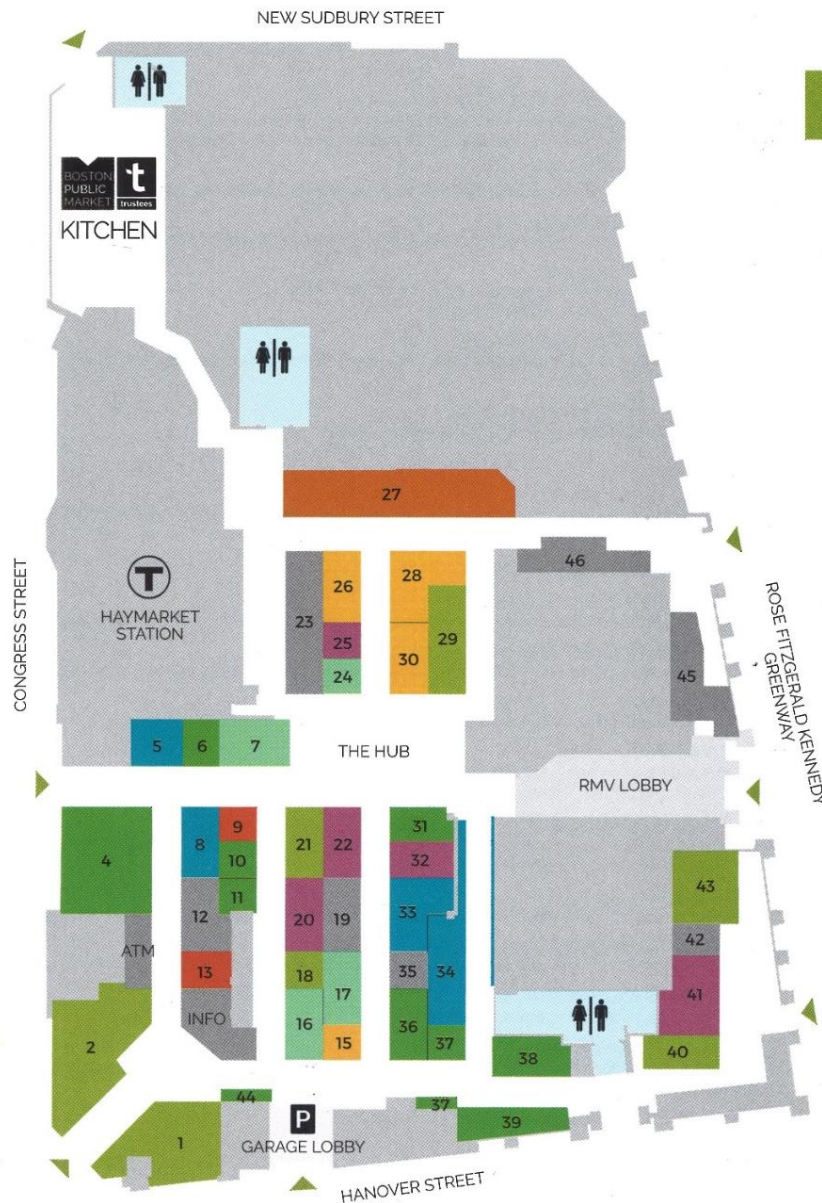 NEW SUDBURY STREET
BOSTON
PUBLIC
MARKET
t
trustees
KITCHEN
27
T
HAYMARKET
STATION
CONGRESS STREET
ROSE FITZGERALD KENNEDY
GREENWAY
46
26
28
23
25
29
30
24
45
5
6
7
THE HUB
RMV LOBBY
4
8
9
10
11
12
13
ATM
INFO
21
22
20
19
18
17
16
15
31
32
33
34
35
36
37
43
42
41
40
38
2
1
44
P
GARAGE LOBBY
37
39
HANOVER STREET